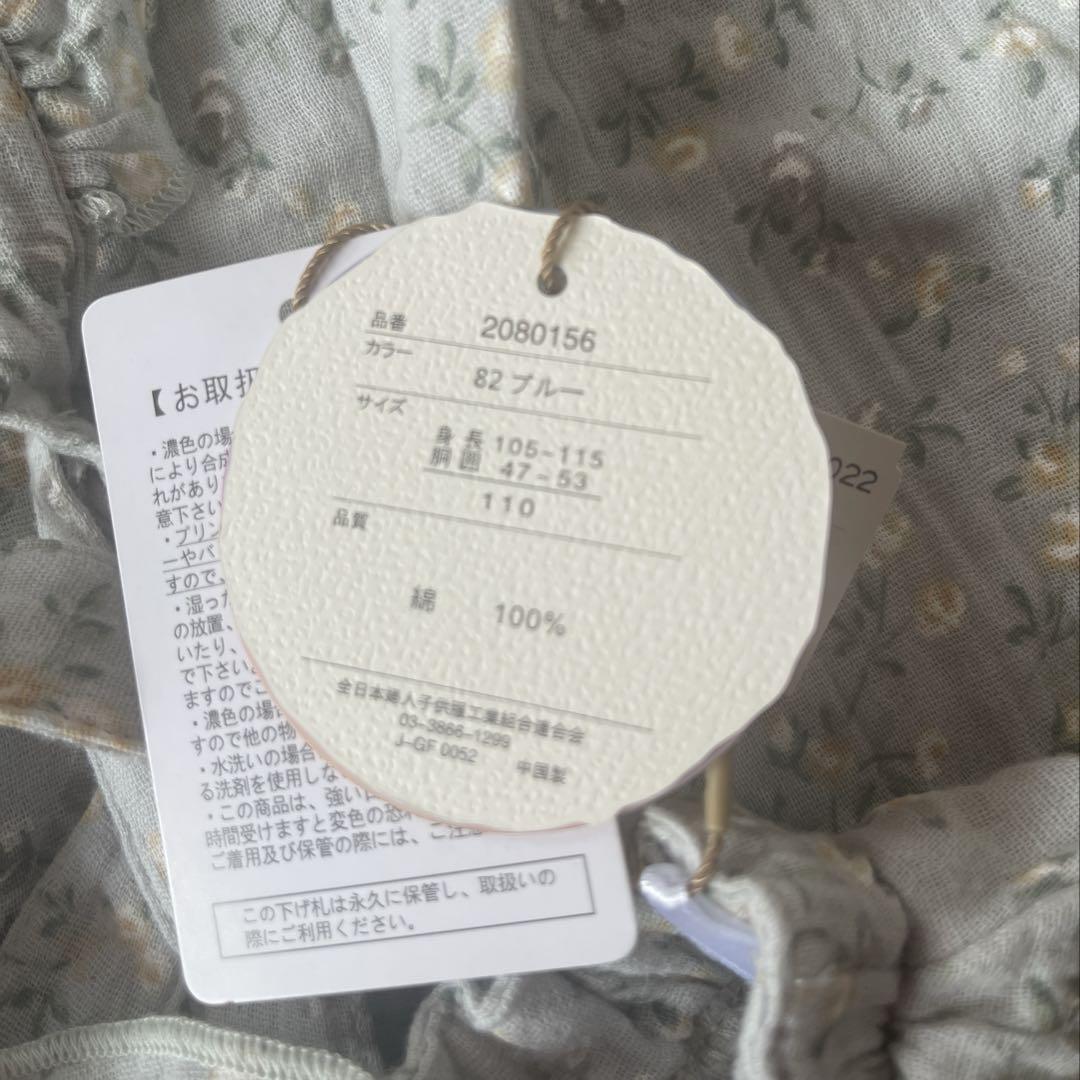 品番 2080156
カラー
82 ブルー
サイズ
身長 105-115
胴囲 47-53
110
品質
綿 100%
全日本婦人子供服工業組合連合会
03-3866-1299
J-GF 0052 中国製
022
【お取扱
・濃色の場
により合成
れがあり
意下さい
・プリン
ーやバ
すので、
・湿った
の放置、
いたり、
で下さい。
ますのでご
・濃色の場合
すので他の物
・水洗いの場合
る洗剤を使用しな
・この商品は、強い日
時間受けますと変色の恐れ
ご着用及び保管の際には、ご注意
この下げ札は永久に保管し、取扱いの
際にご利用ください。